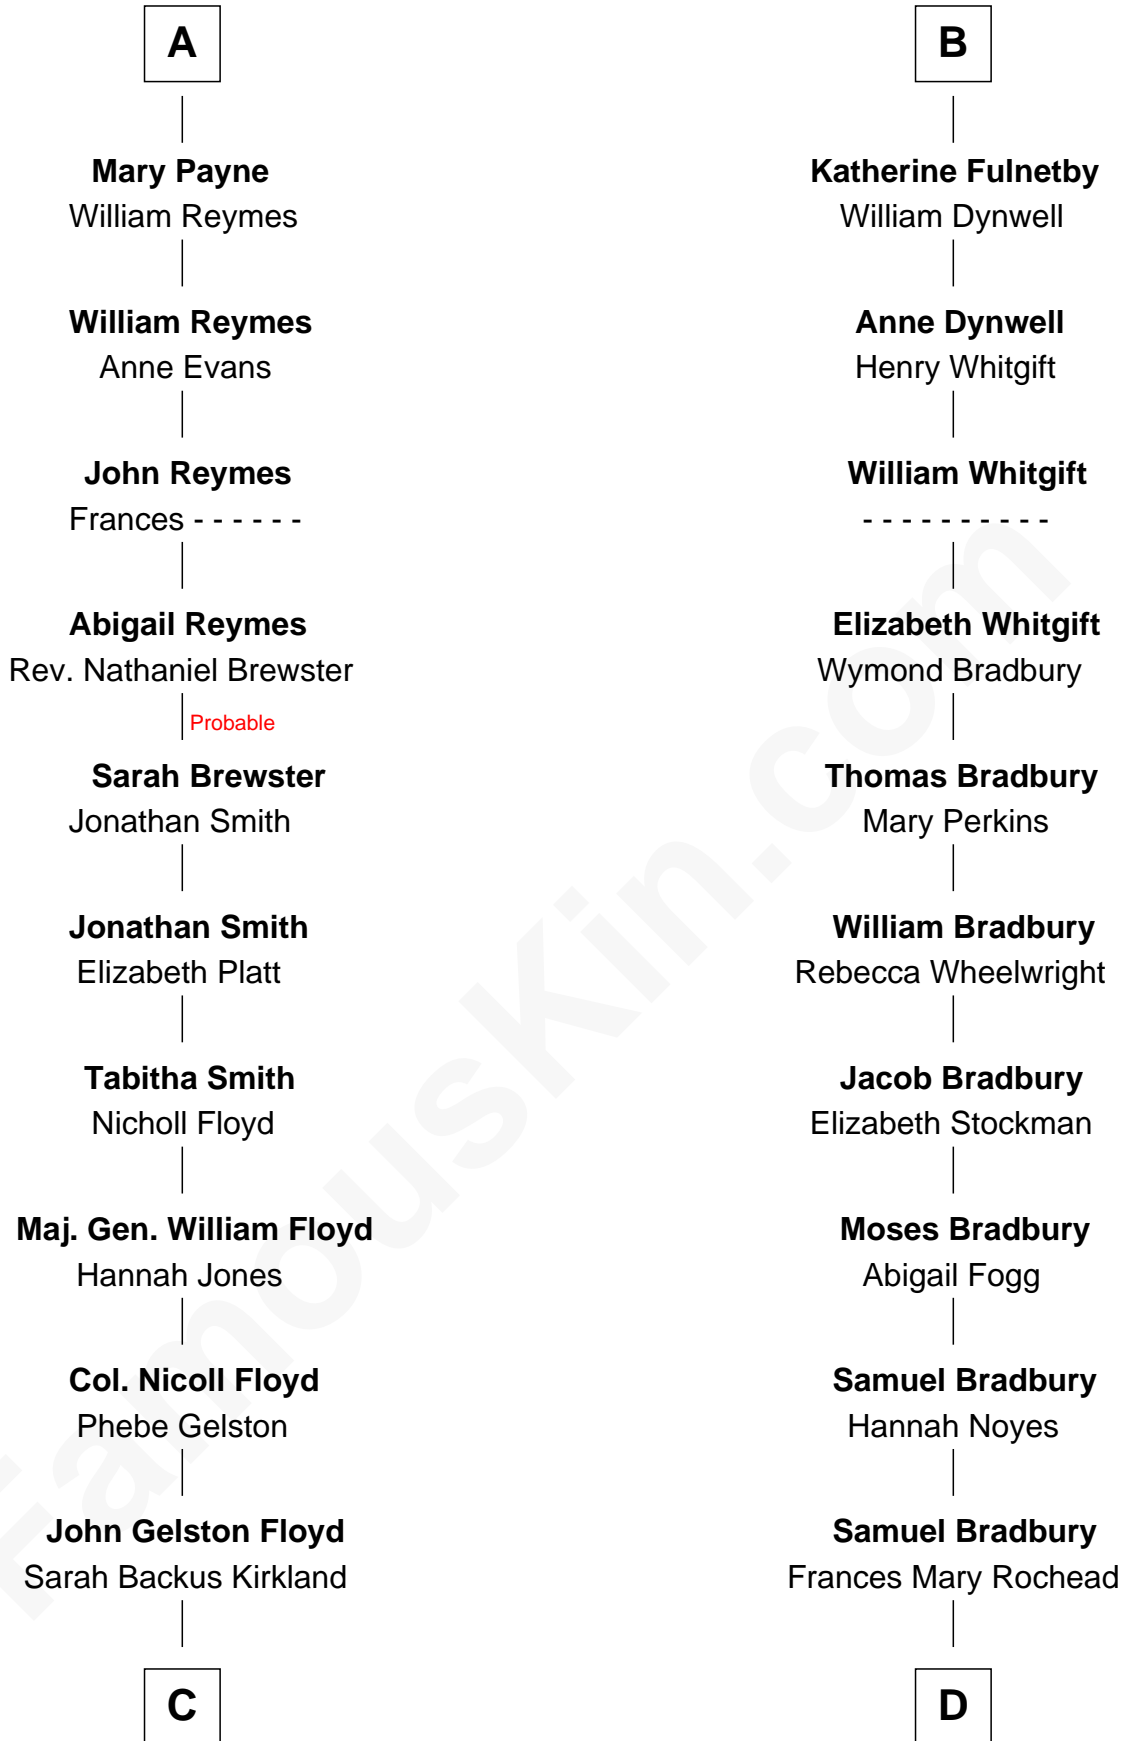 A
Mary Payne
William Reymes
William Reymes
Anne Evans
John Reymes
Frances - - - - - -
Abigail Reymes
Rev. Nathaniel Brewster
Probable
Sarah Brewster
Jonathan Smith
Jonathan Smith
Elizabeth Platt
Tabitha Smith
Nicholl Floyd
Maj. Gen. William Floyd
Hannah Jones
Col. Nicoll Floyd
Phebe Gelston
John Gelston Floyd
Sarah Backus Kirkland
C
B
Katherine Fulnetby
William Dynwell
Anne Dynwell
Henry Whitgift
William Whitgift
- - - - - - - - - -
Elizabeth Whitgift
Wymond Bradbury
Thomas Bradbury
Mary Perkins
William Bradbury
Rebecca Wheelwright
Jacob Bradbury
Elizabeth Stockman
Moses Bradbury
Abigail Fogg
Samuel Bradbury
Hannah Noyes
Samuel Bradbury
Frances Mary Rochead
D
FamousKin.com